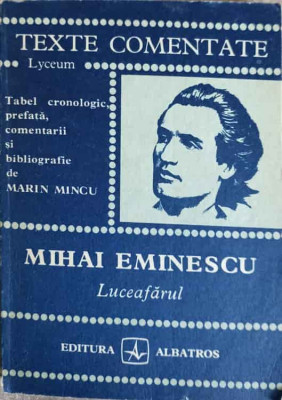 TEXTE COMENTATE
Lyceum
Tabel cronologic,
prefață,
comentarii
și
bibliografie
de
MARIN MINCU
MIHAI EMINESCU
Luceafărul
EDITURA ALBATROS